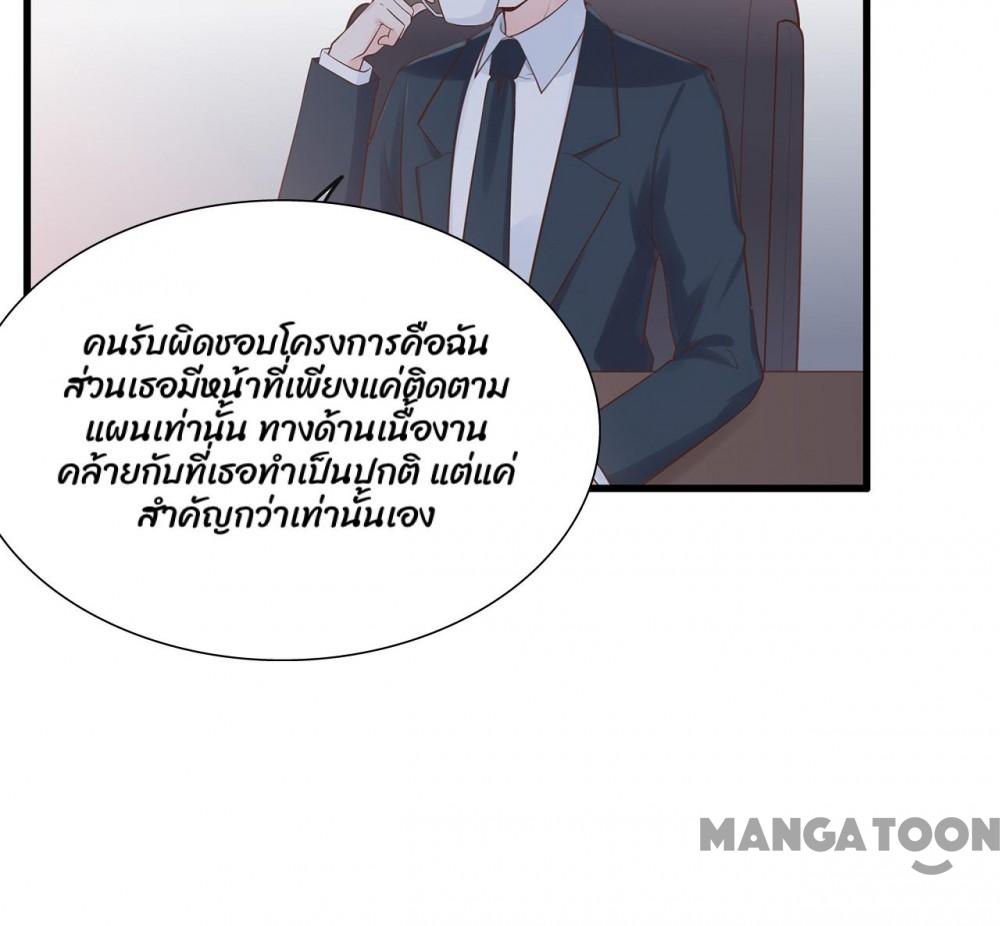 คนรับผิดชอบโครงการคือฉัน
ส่วนเธอมีหน้าที่เพียงแค่ติดตาม
แผนเท่านั้น ทางด้านเนื้องาน
คล้ายกับที่เธอทำเป็นปกติ แต่แค่
สำคัญกว่าเท่านั้นเอง
MANGATOON